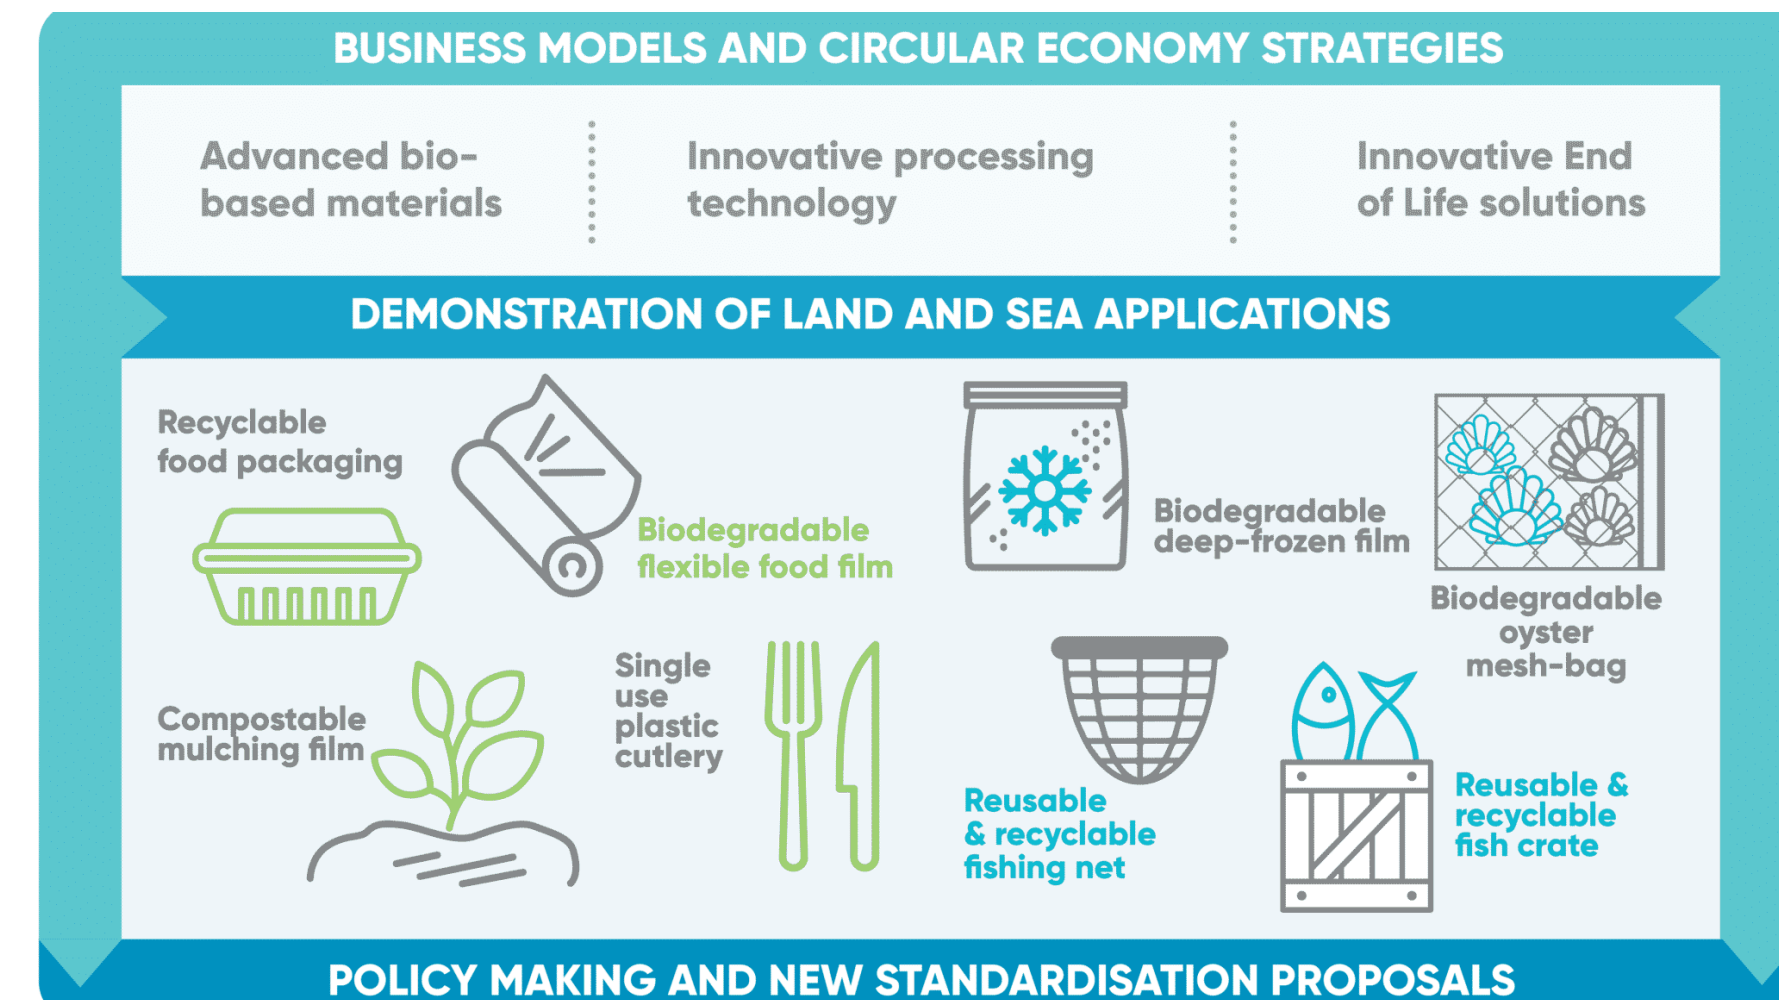 BUSINESS MODELS AND CIRCULAR ECONOMY STRATEGIES
Advanced bio-
based materials
Innovative processing
technology
Innovative End
of Life solutions
DEMONSTRATION OF LAND AND SEA APPLICATIONS
Recyclable
food packaging
Biodegradable
flexible food film
Biodegradable
deep-frozen film
Biodegradable
oyster
mesh-bag
Compostable
mulching film
Single
use
plastic
cutlery
Reusable
& recyclable
fishing net
Reusable &
recyclable
fish crate
POLICY MAKING AND NEW STANDARDISATION PROPOSALS